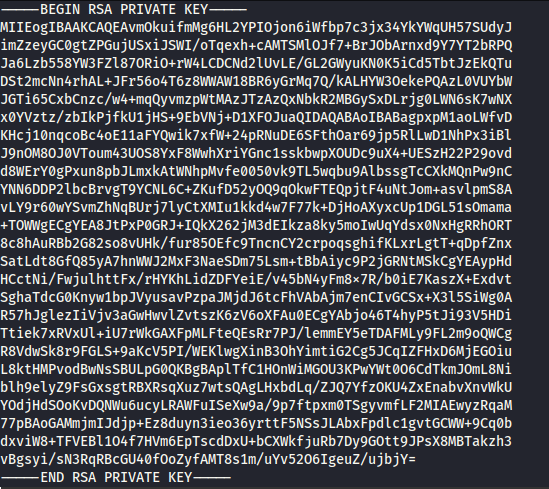 -----BEGIN RSA PRIVATE KEY-----
MIIEogIBAAKCAQEAvmOkuifmMg6HL2YPIOjon6iWfbp7c3jx34YkYWqUH57SUdyJ
imZzeyGC0gtZPGujUSxiJSWI/oTqexh+cAMTSMlOJf7+BrJObArnxd9Y7YT2bRPQ
Ja6Lzb558YW3FZl87ORiO+rW4LCDCNd2lUvLE/GL2GWyuKN0K5iCd5TbtJzEkQTu
DSt2mcNn4rhAL+JFr56o4T6z8WWAW18BR6yGrMq7Q/kALHYW3OekePQAzL0VUYbW
JGTi65CxbCnzc/w4+mqQyvmzpWtMAzJTzAzQxNbkR2MBGySxDLrjg0LWN6sK7wNX
x0YVztz/zbIkPjfkU1jHS+9EbVNj+D1XFOJuaQIDAQABAoIBABagpxpM1aoLWfvD
KHcj10nqcoBc4oE11aFYQwik7xfW+24pRNuDE6SFthOar69jp5RlLwD1NhPx3iBl
J9nOM8OJ0VToum43UOS8YxF8WwhXriYGnc1sskbwpXOUDc9uX4+UESzH22P29ovd
d8WErY0gPxun8pbJLmxkAtWNhpMvfe0050vk9TL5wqbu9AlbssgTcCXkMQnPw9nC
YNN6DDP2lbcBrvgT9YCNL6C+ZKufD52yOQ9qOkwFTEQpjtF4uNtJom+asvlpmS8A
vLY9r60wYSvmZhNqBUrj7lyCtXMIu1kkd4w7F77k+DjHoAXyxcUp1DGL51sOmama
+TOWWgECgYEA8JtPxP0GRJ+IQkX262jM3dEIkza8ky5moIwUqYdsx0NxHgRRhORT
8c8hAuRBb2G82so8vUHk/fur85OEfc9TncnCY2crpoqsghifKLxrLgtT+qDpfZnx
SatLdt8GfQ85yA7hnWWJ2MxF3NaeSDm75Lsm+tBbAiyc9P2jGRNtMSkCgYEAypHd
HCctNi/FwjulhttFx/rHYKhLidZDFYeiE/v45bN4yFm8×7R/b0iE7KaszX+Exdvt
SghaTdcG0Knyw1bpJVyusavPzpaJMjdJ6tcFhVAbAjm7enCIvGCSx+X3l5SiWg0A
R57hJglezIiVjv3aGwHwvlZvtszK6zV6oXFAu0ECgYAbjo46T4hyP5tJi93V5HDi
Ttiek7xRVxUl+iU7rWkGAXFpMLFteQEsRr7PJ/lemmEY5eTDAFMLy9FL2m9oQWCg
R8VdwSk8r9FGLS+9aKcV5PI/WEKlwgXinB3OhYimtiG2Cg5JCqIZFHxD6MjEGOiu
L8ktHMPvodBwNsSBULpG0QKBgBAplTfC1HOnWiMGOU3KPwYWt0O6CdTkmJOmL8Ni
blh9elyZ9FsGxsgtRBXRsqXuz7wtsQAgLHxbdLq/ZJQ7YfzOKU4ZxEnabvXnvWkU
YOdjHdSOoKvDQNWu6ucyLRAWFuISeXw9a/9p7ftpxm0TSgyvmfLF2MIAEwyzRqaM
77pBAoGAMmjmIJdjp+Ez8duyn3ieo36yrttF5NSsJLAbxFpdlc1gvtGCWW+9Cq0b
dxviW8+TFVEBl1O4f7HVm6EpTscdDxU+bCXWkfjuRb7Dy9GOtt9JPsX8MBTakzh3
vBgsyi/sN3RqRBcGU40fOoZyfAMT8s1m/uYv52O6IgeuZ/ujbjY=
-----END RSA PRIVATE KEY-----